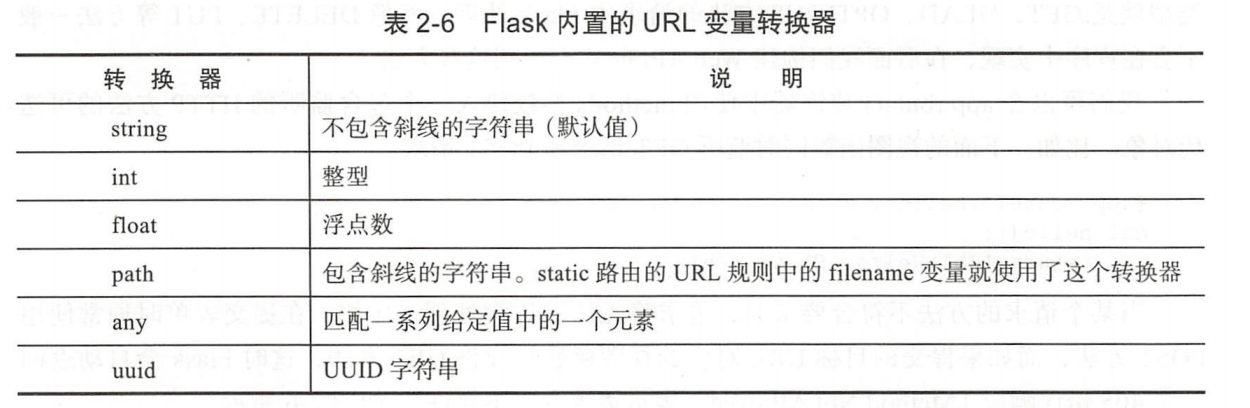 表 2-6 Flask 内置的 URL 变量转换器
转 换 器 说 明
string 不包含斜线的字符串（默认值）
int 整型
float 浮点数
path 包含斜线的字符串。static 路由的 URL 规则中的 filename 变量就使用了这个转换器
any 匹配一系列给定值中的一个元素
uuid UUID 字符串